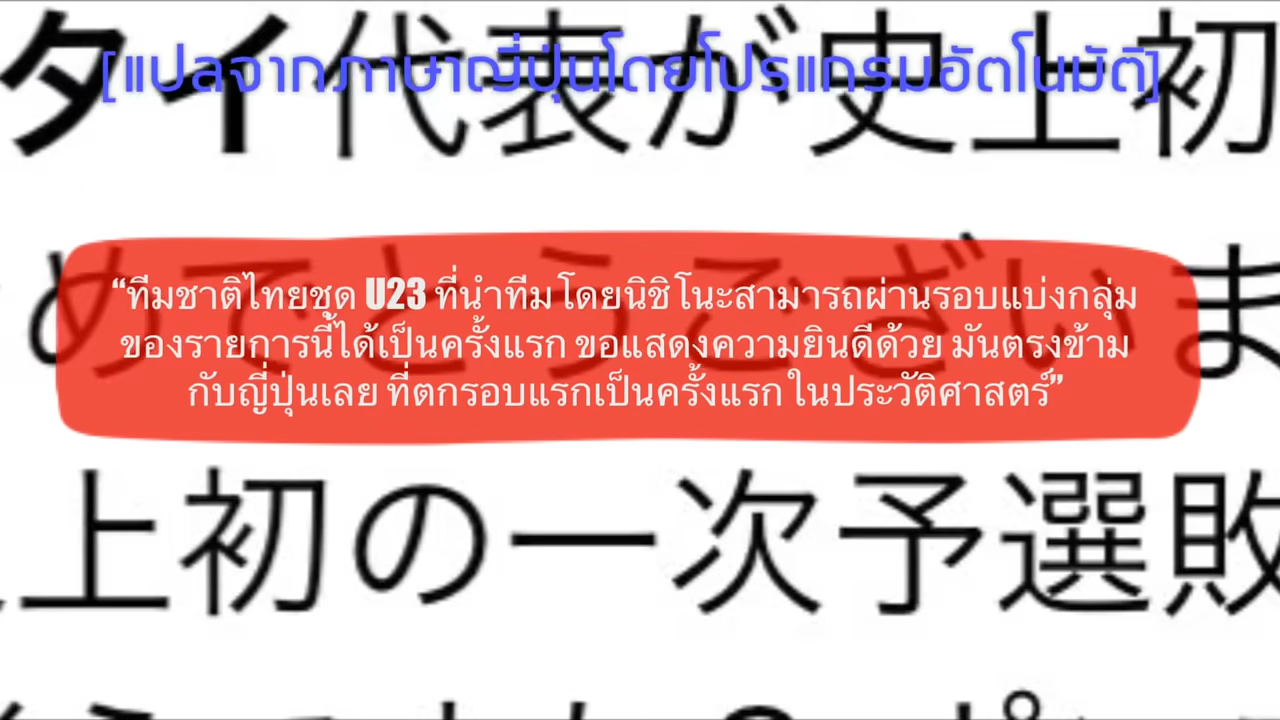 タイ代表が史上初
[แปลจากภาษาญี่ปุ่นโดยโปรแกรมอัตโนมัติ]
めでとうございま
“ทีมชาติไทยชุด U23 ที่นำทีมโดยนิชิโนะสามารถผ่านรอบแบ่งกลุ่ม
ของรายการนี้ได้เป็นครั้งแรก ขอแสดงความยินดีด้วย มันตรงข้าม
กับญี่ปุ่นเลย ที่ตกรอบแรกเป็นครั้งแรกในประวัติศาสตร์”
上初の一次予選敗